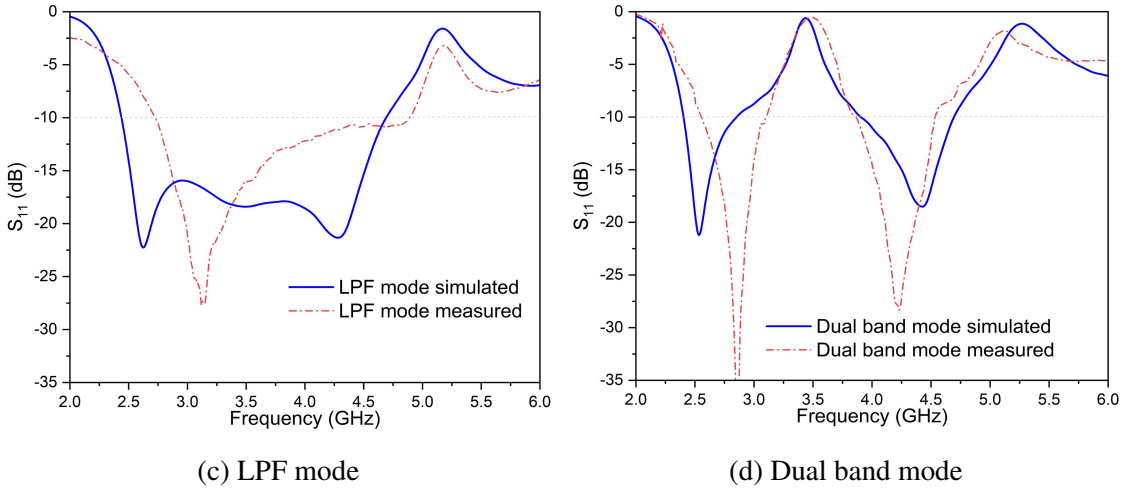 0
-5
-10
-15
-20
-25
-30
-35
S11 (dB)
LPF mode simulated
LPF mode measured
2.0 2.5 3.0 3.5 4.0 4.5 5.0 5.5 6.0
Frequency (GHz)
(c) LPF mode
0
-5
-10
-15
-20
-25
-30
-35
S11 (dB)
Dual band mode simulated
Dual band mode measured
2.0 2.5 3.0 3.5 4.0 4.5 5.0 5.5 6.0
Frequency (GHz)
(d) Dual band mode